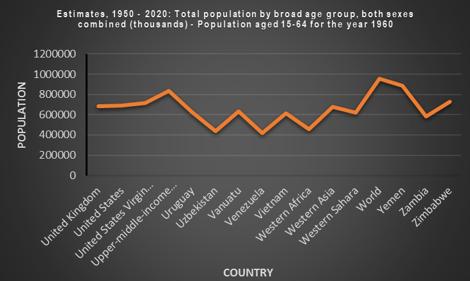 Estimates, 1950 - 2020: Total population by broad age group, both sexes
combined (thousands) - Population aged 15-64 for the year 1960
1200000
1000000
800000
600000
400000
200000
0
POPULATION
United Kingdom
United States
United States Virgin...
Upper-middle-income...
Uruguay
Uzbekistan
Vanuatu
Venezuela
Vietnam
Western Africa
Western Asia
Western Sahara
World
Yemen
Zambia
Zimbabwe
COUNTRY